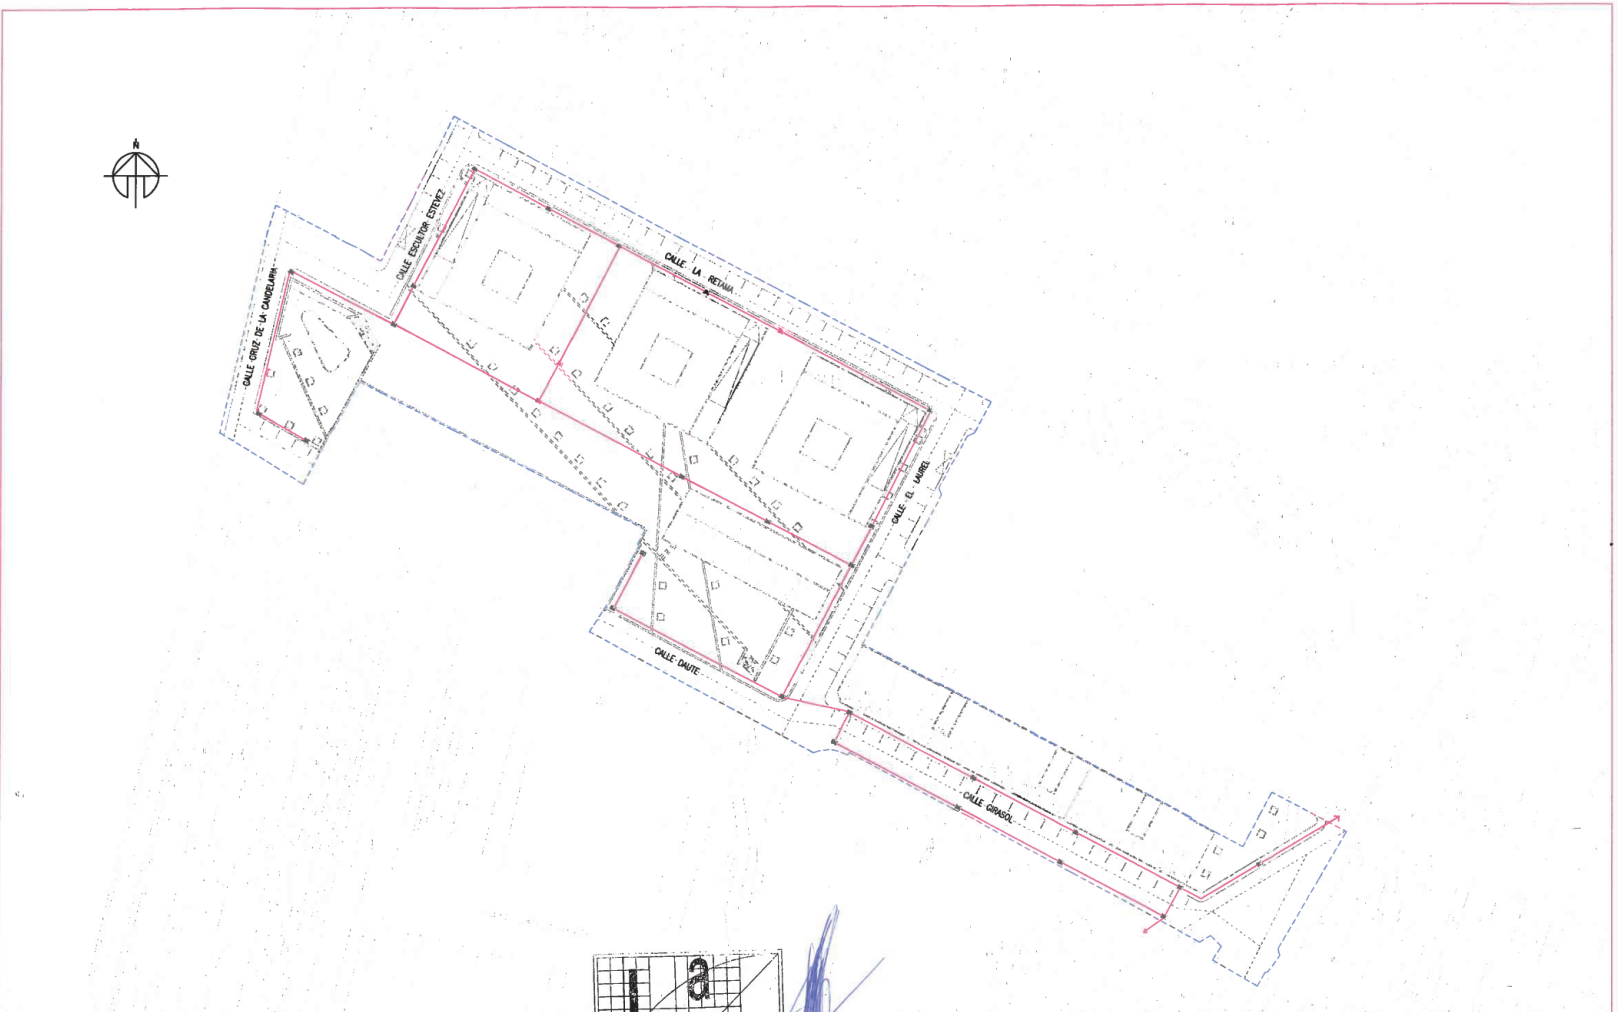 N
CALLE CRUZ DE LA CANDELARIA
CALLE ESCULTOR ESTEVEZ
CALLE LA RETAMA
CALLE EL LAUREL
CALLE DAUTE
CALLE GIRASOL
a